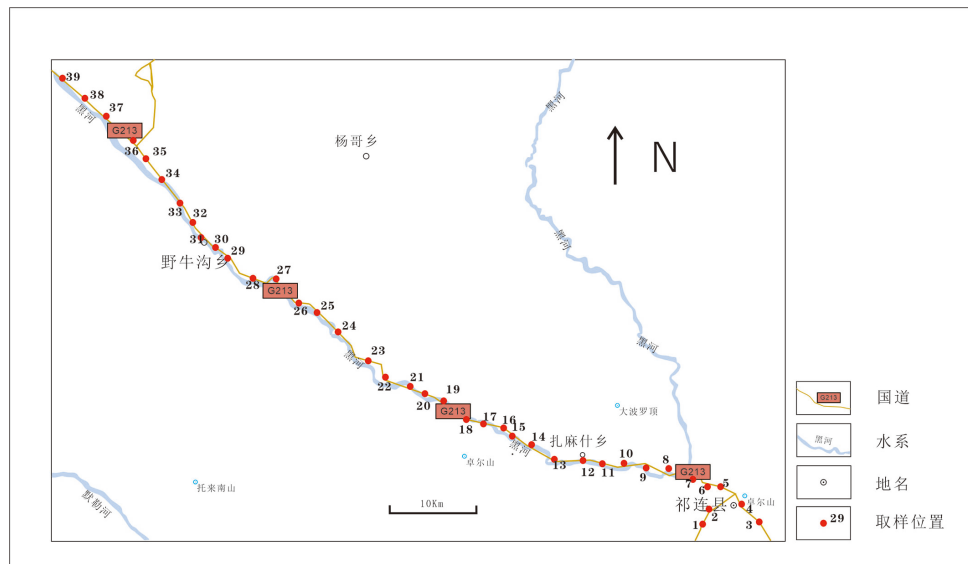 39
38
黑河
37
G213
36
35
34
33
32
31
30
29
野牛沟乡
杨哥乡
黑河
N
黑河
28
27
G213
26
25
24
黑河
23
22
21
20
19
G213
18
17
16
15
黑河
14
扎麻什乡
13
12
11
10
9
8
G213
7
6
5
黑河
大波罗顶
卓尔山
托来南山
默勒河
10Km
祁连县
卓尔山
1
2
4
3
G213
国道
黑河
水系
地名
29
取样位置